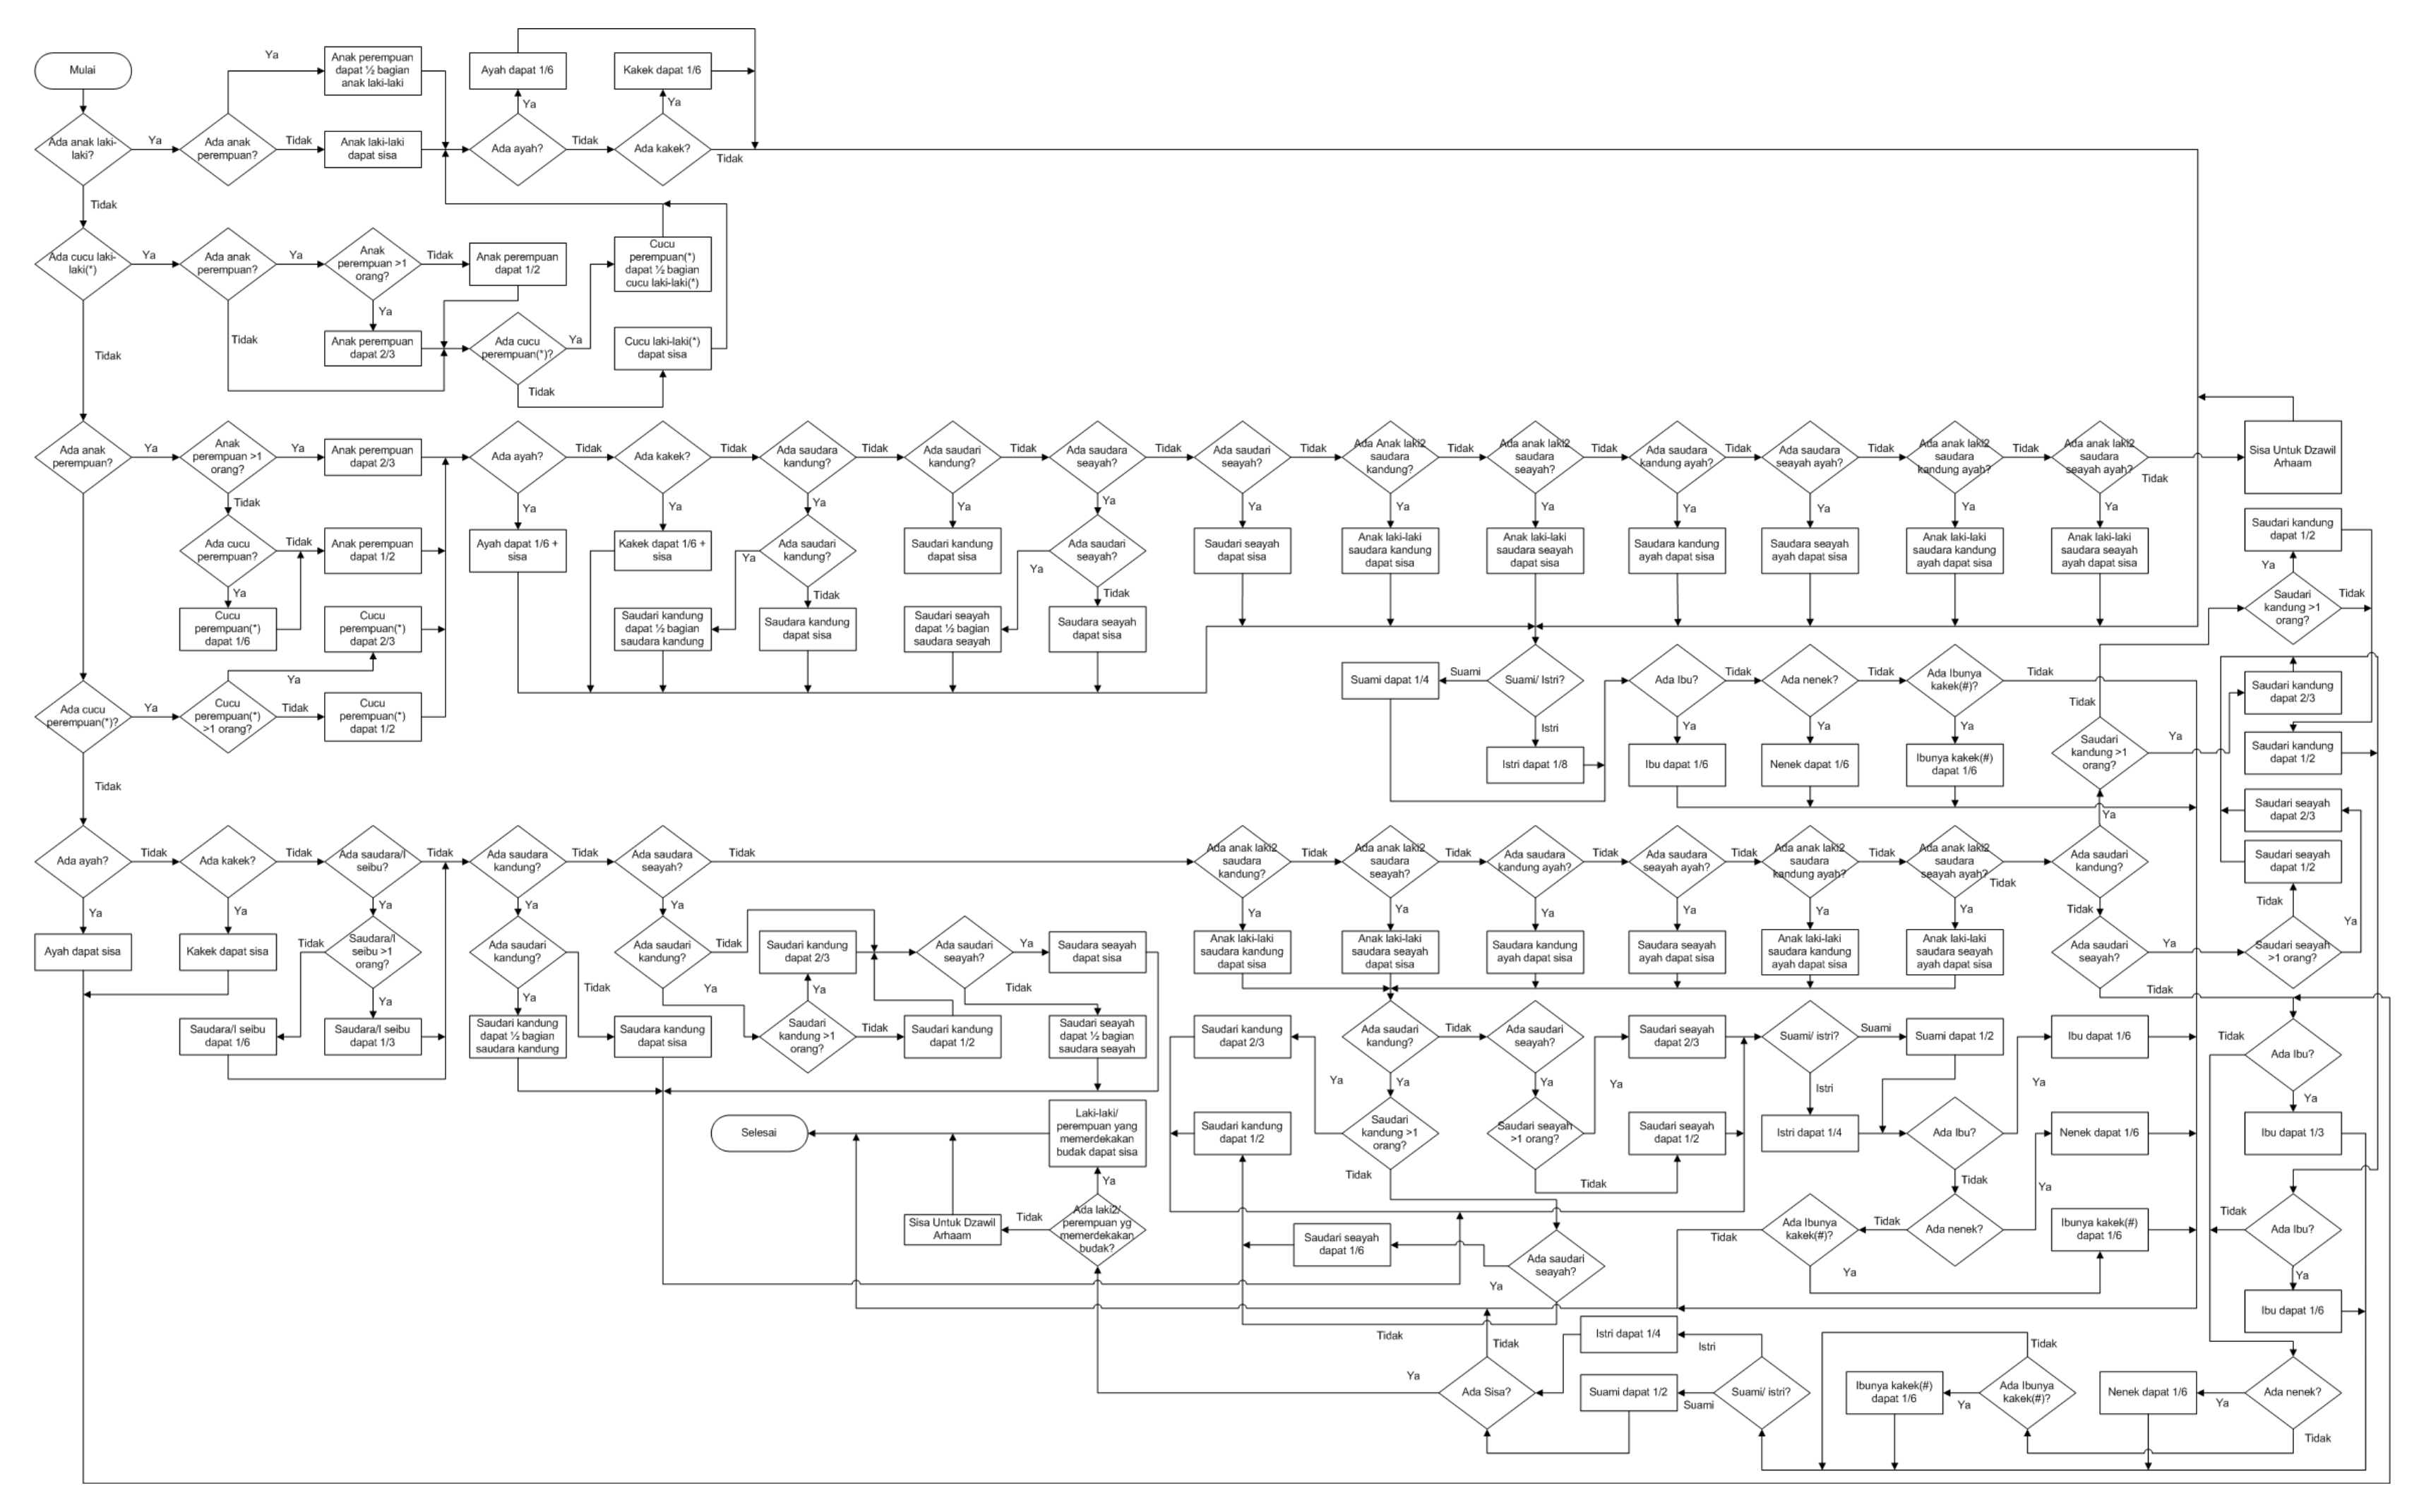 Mulai
Ada anak laki-
laki?
Ya
Ada anak
perempuan?
Ya
Anak perempuan
dapat ½ bagian
anak laki-laki
Tidak
Anak laki-laki
dapat sisa
Ada ayah?
Ya
Ayah dapat 1/6
Tidak
Ada kakek?
Ya
Kakek dapat 1/6
Tidak
Tidak
Ada cucu laki-
laki(*)
Ya
Ada anak
perempuan?
Ya
Anak
perempuan >1
orang?
Tidak
Anak perempuan
dapat 1/2
Ya
Anak perempuan
dapat 2/3
Tidak
Ada cucu
perempuan(*)?
Ya
Cucu
perempuan(*)
dapat ½ bagian
cucu laki-laki(*)
Tidak
Cucu laki-laki(*)
dapat sisa
Tidak
Ada anak
perempuan?
Ya
Anak
perempuan >1
orang?
Ya
Anak perempuan
dapat 2/3
Tidak
Ada cucu
perempuan?
Tidak
Anak perempuan
dapat 1/2
Ya
Cucu
perempuan(*)
dapat 1/6
Cucu
perempuan(*)
dapat 2/3
Ya
Ada cucu
perempuan(*)?
Ya
Cucu
perempuan(*)
>1 orang?
Tidak
Cucu
perempuan(*)
dapat 1/2
Tidak
Ada ayah?
Ya
Ayah dapat 1/6 +
sisa
Tidak
Ada kakek?
Ya
Kakek dapat 1/6 +
sisa
Tidak
Ada saudara
kandung?
Ya
Ada saudari
kandung?
Ya
Saudari kandung
dapat ½ bagian
saudara kandung
Tidak
Saudara kandung
dapat sisa
Tidak
Ada saudari
kandung?
Ya
Saudari kandung
dapat sisa
Tidak
Ada saudara
seayah?
Ya
Ada saudari
seayah?
Ya
Saudari seayah
dapat ½ bagian
saudara seayah
Tidak
Saudara seayah
dapat sisa
Tidak
Ada saudari
seayah?
Ya
Saudari seayah
dapat sisa
Tidak
Ada Anak laki2
saudara
kandung?
Ya
Anak laki-laki
saudara kandung
dapat sisa
Tidak
Ada anak laki2
saudara
seayah?
Ya
Anak laki-laki
saudara seayah
dapat sisa
Tidak
Ada saudara
kandung ayah?
Ya
Saudara kandung
ayah dapat sisa
Tidak
Ada saudara
seayah ayah?
Ya
Saudara seayah
ayah dapat sisa
Tidak
Ada anak laki2
saudara
kandung ayah?
Ya
Anak laki-laki
saudara kandung
ayah dapat sisa
Tidak
Ada anak laki2
saudara
seayah ayah?
Ya
Anak laki-laki
saudara seayah
ayah dapat sisa
Tidak
Sisa Untuk Dzawil
Arhaam
Suami/ Istri?
Suami
Suami dapat 1/4
Istri
Istri dapat 1/8
Ada Ibu?
Ya
Ibu dapat 1/6
Tidak
Ada nenek?
Ya
Nenek dapat 1/6
Tidak
Ada Ibunya
kakek(#)?
Ya
Ibunya kakek(#)
dapat 1/6
Tidak
Saudari kandung
dapat 1/2
Ya
Saudari
kandung >1
orang?
Tidak
Saudari kandung
dapat 2/3
Tidak
Saudari
kandung >1
orang?
Ya
Saudari kandung
dapat 1/2
Ya
Saudari seayah
dapat 2/3
Saudari seayah
dapat 1/2
Ada ayah?
Ya
Ayah dapat sisa
Tidak
Ada kakek?
Ya
Kakek dapat sisa
Tidak
Ada saudara/I
seibu?
Ya
Saudara/I
seibu >1
orang?
Tidak
Saudara/I seibu
dapat 1/6
Ya
Saudara/I seibu
dapat 1/3
Tidak
Ada saudara
kandung?
Ya
Ada saudari
kandung?
Ya
Saudari kandung
dapat ½ bagian
saudara kandung
Tidak
Saudara kandung
dapat sisa
Tidak
Ada saudara
seayah?
Ya
Ada saudari
kandung?
Tidak
Ya
Saudari kandung
dapat 2/3
Ya
Saudari
kandung >1
orang?
Tidak
Saudari kandung
dapat 1/2
Ada saudari
seayah?
Ya
Saudara seayah
dapat sisa
Tidak
Saudari seayah
dapat ½ bagian
saudara seayah
Tidak
Ada anak laki2
saudara
kandung?
Ya
Anak laki-laki
saudara kandung
dapat sisa
Tidak
Ada anak laki2
saudara
seayah?
Ya
Anak laki-laki
saudara seayah
dapat sisa
Tidak
Ada saudara
kandung ayah?
Ya
Saudara kandung
ayah dapat sisa
Tidak
Ada saudara
seayah ayah?
Ya
Saudara seayah
ayah dapat sisa
Tidak
Ada anak laki2
saudara
kandung ayah?
Ya
Anak laki-laki
saudara kandung
ayah dapat sisa
Tidak
Ada anak laki2
saudara
seayah ayah?
Ya
Anak laki-laki
saudara seayah
ayah dapat sisa
Tidak
Ada saudari
kandung?
Tidak
Ada saudari
seayah?
Ya
Saudari seayah
>1 orang?
Tidak
Ya
Tidak
Saudari kandung
dapat 2/3
Ada saudari
kandung?
Tidak
Ada saudari
seayah?
Ya
Ya
Saudari
kandung >1
orang?
Saudari kandung
dapat 1/2
Tidak
Ya
Saudari seayah
>1 orang?
Ya
Saudari seayah
dapat 2/3
Saudari seayah
dapat 1/2
Tidak
Suami/ istri?
Suami
Suami dapat 1/2
Istri
Istri dapat 1/4
Ada Ibu?
Ya
Ibu dapat 1/6
Tidak
Ada nenek?
Ya
Nenek dapat 1/6
Tidak
Ada Ibunya
kakek(#)?
Ya
Ibunya kakek(#)
dapat 1/6
Tidak
Tidak
Ada Ibu?
Ya
Ibu dapat 1/3
Tidak
Ada Ibu?
Ya
Ibu dapat 1/6
Selesai
Laki-laki/
perempuan yang
memerdekakan
budak dapat sisa
Ya
Ada laki2/
perempuan yg
memerdekakan
budak?
Tidak
Sisa Untuk Dzawil
Arhaam
Saudari seayah
dapat 1/6
Ada saudari
seayah?
Ya
Tidak
Ya
Ada Sisa?
Tidak
Istri dapat 1/4
Istri
Suami dapat 1/2
Suami
Suami/ istri?
Ibunya kakek(#)
dapat 1/6
Ya
Ada Ibunya
kakek(#)?
Tidak
Nenek dapat 1/6
Ya
Ada nenek?
Tidak